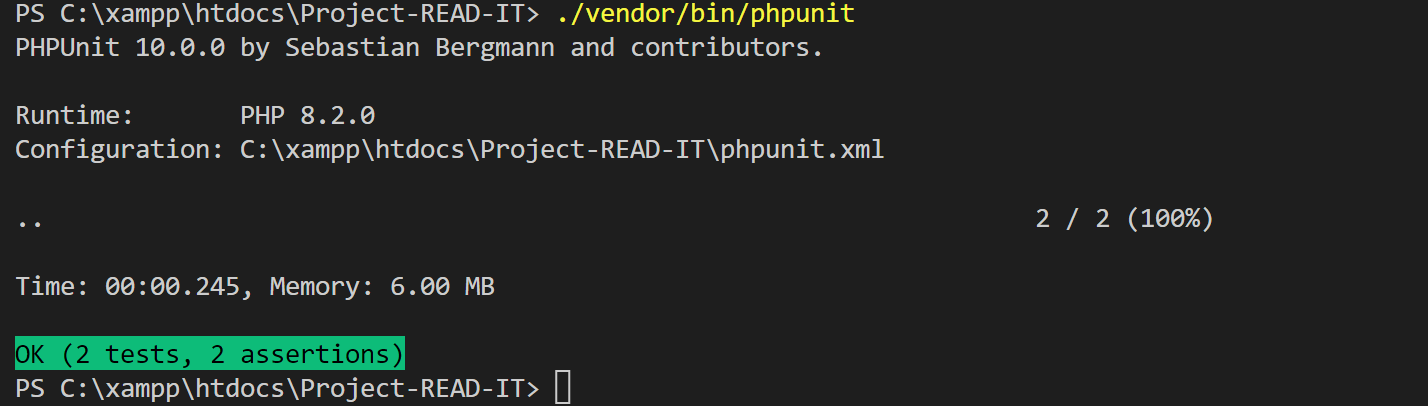 PS C:\xampp\htdocs\Project-READ-IT> ./vendor/bin/phpunit
PHPUnit 10.0.0 by Sebastian Bergmann and contributors.
Runtime:       PHP 8.2.0
Configuration: C:\xampp\htdocs\Project-READ-IT\phpunit.xml
..                                                                  2 / 2 (100%)
Time: 00:00.245, Memory: 6.00 MB
OK (2 tests, 2 assertions)
PS C:\xampp\htdocs\Project-READ-IT>